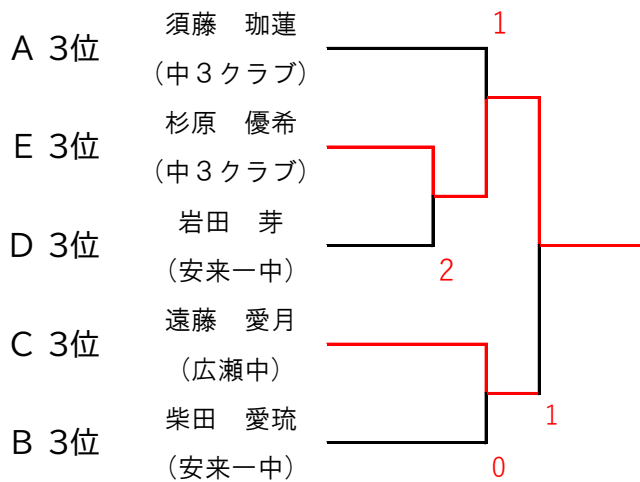 須藤　珈蓮
1
A 3位
(中３クラブ)
杉原　優希
E 3位
(中３クラブ)
岩田　芽
D 3位
(安来一中)
2
遠藤　愛月
C 3位
(広瀬中)
柴田　愛琉
1
B 3位
(安来一中)
0